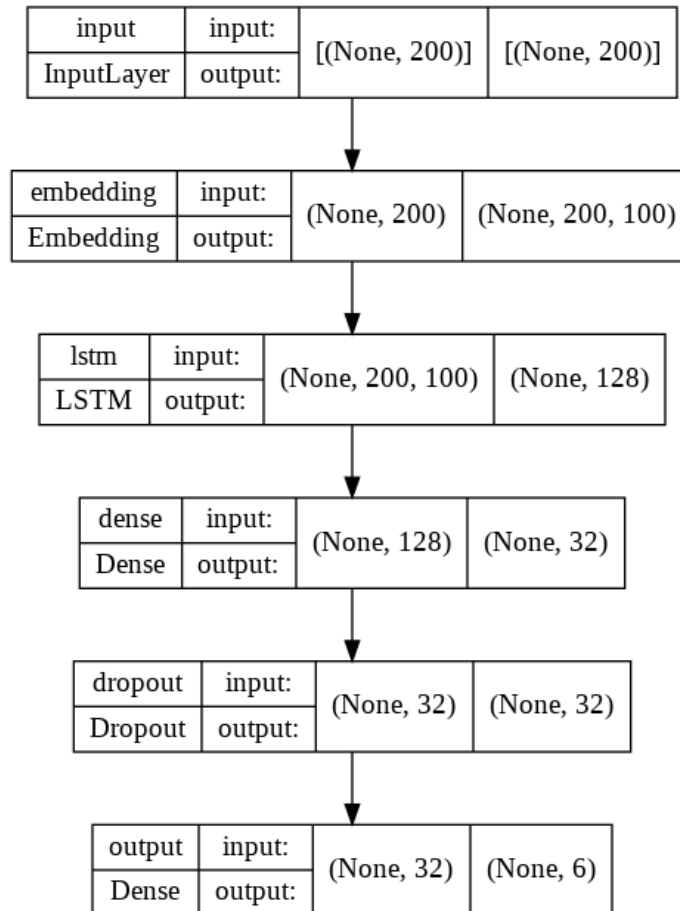 input input: [(None, 200)] [(None, 200)]
InputLayer output:
embedding input: (None, 200) (None, 200, 100)
Embedding output:
lstm input: (None, 200, 100) (None, 128)
LSTM output:
dense input: (None, 128) (None, 32)
Dense output:
dropout input: (None, 32) (None, 32)
Dropout output:
output input: (None, 32) (None, 6)
Dense output: